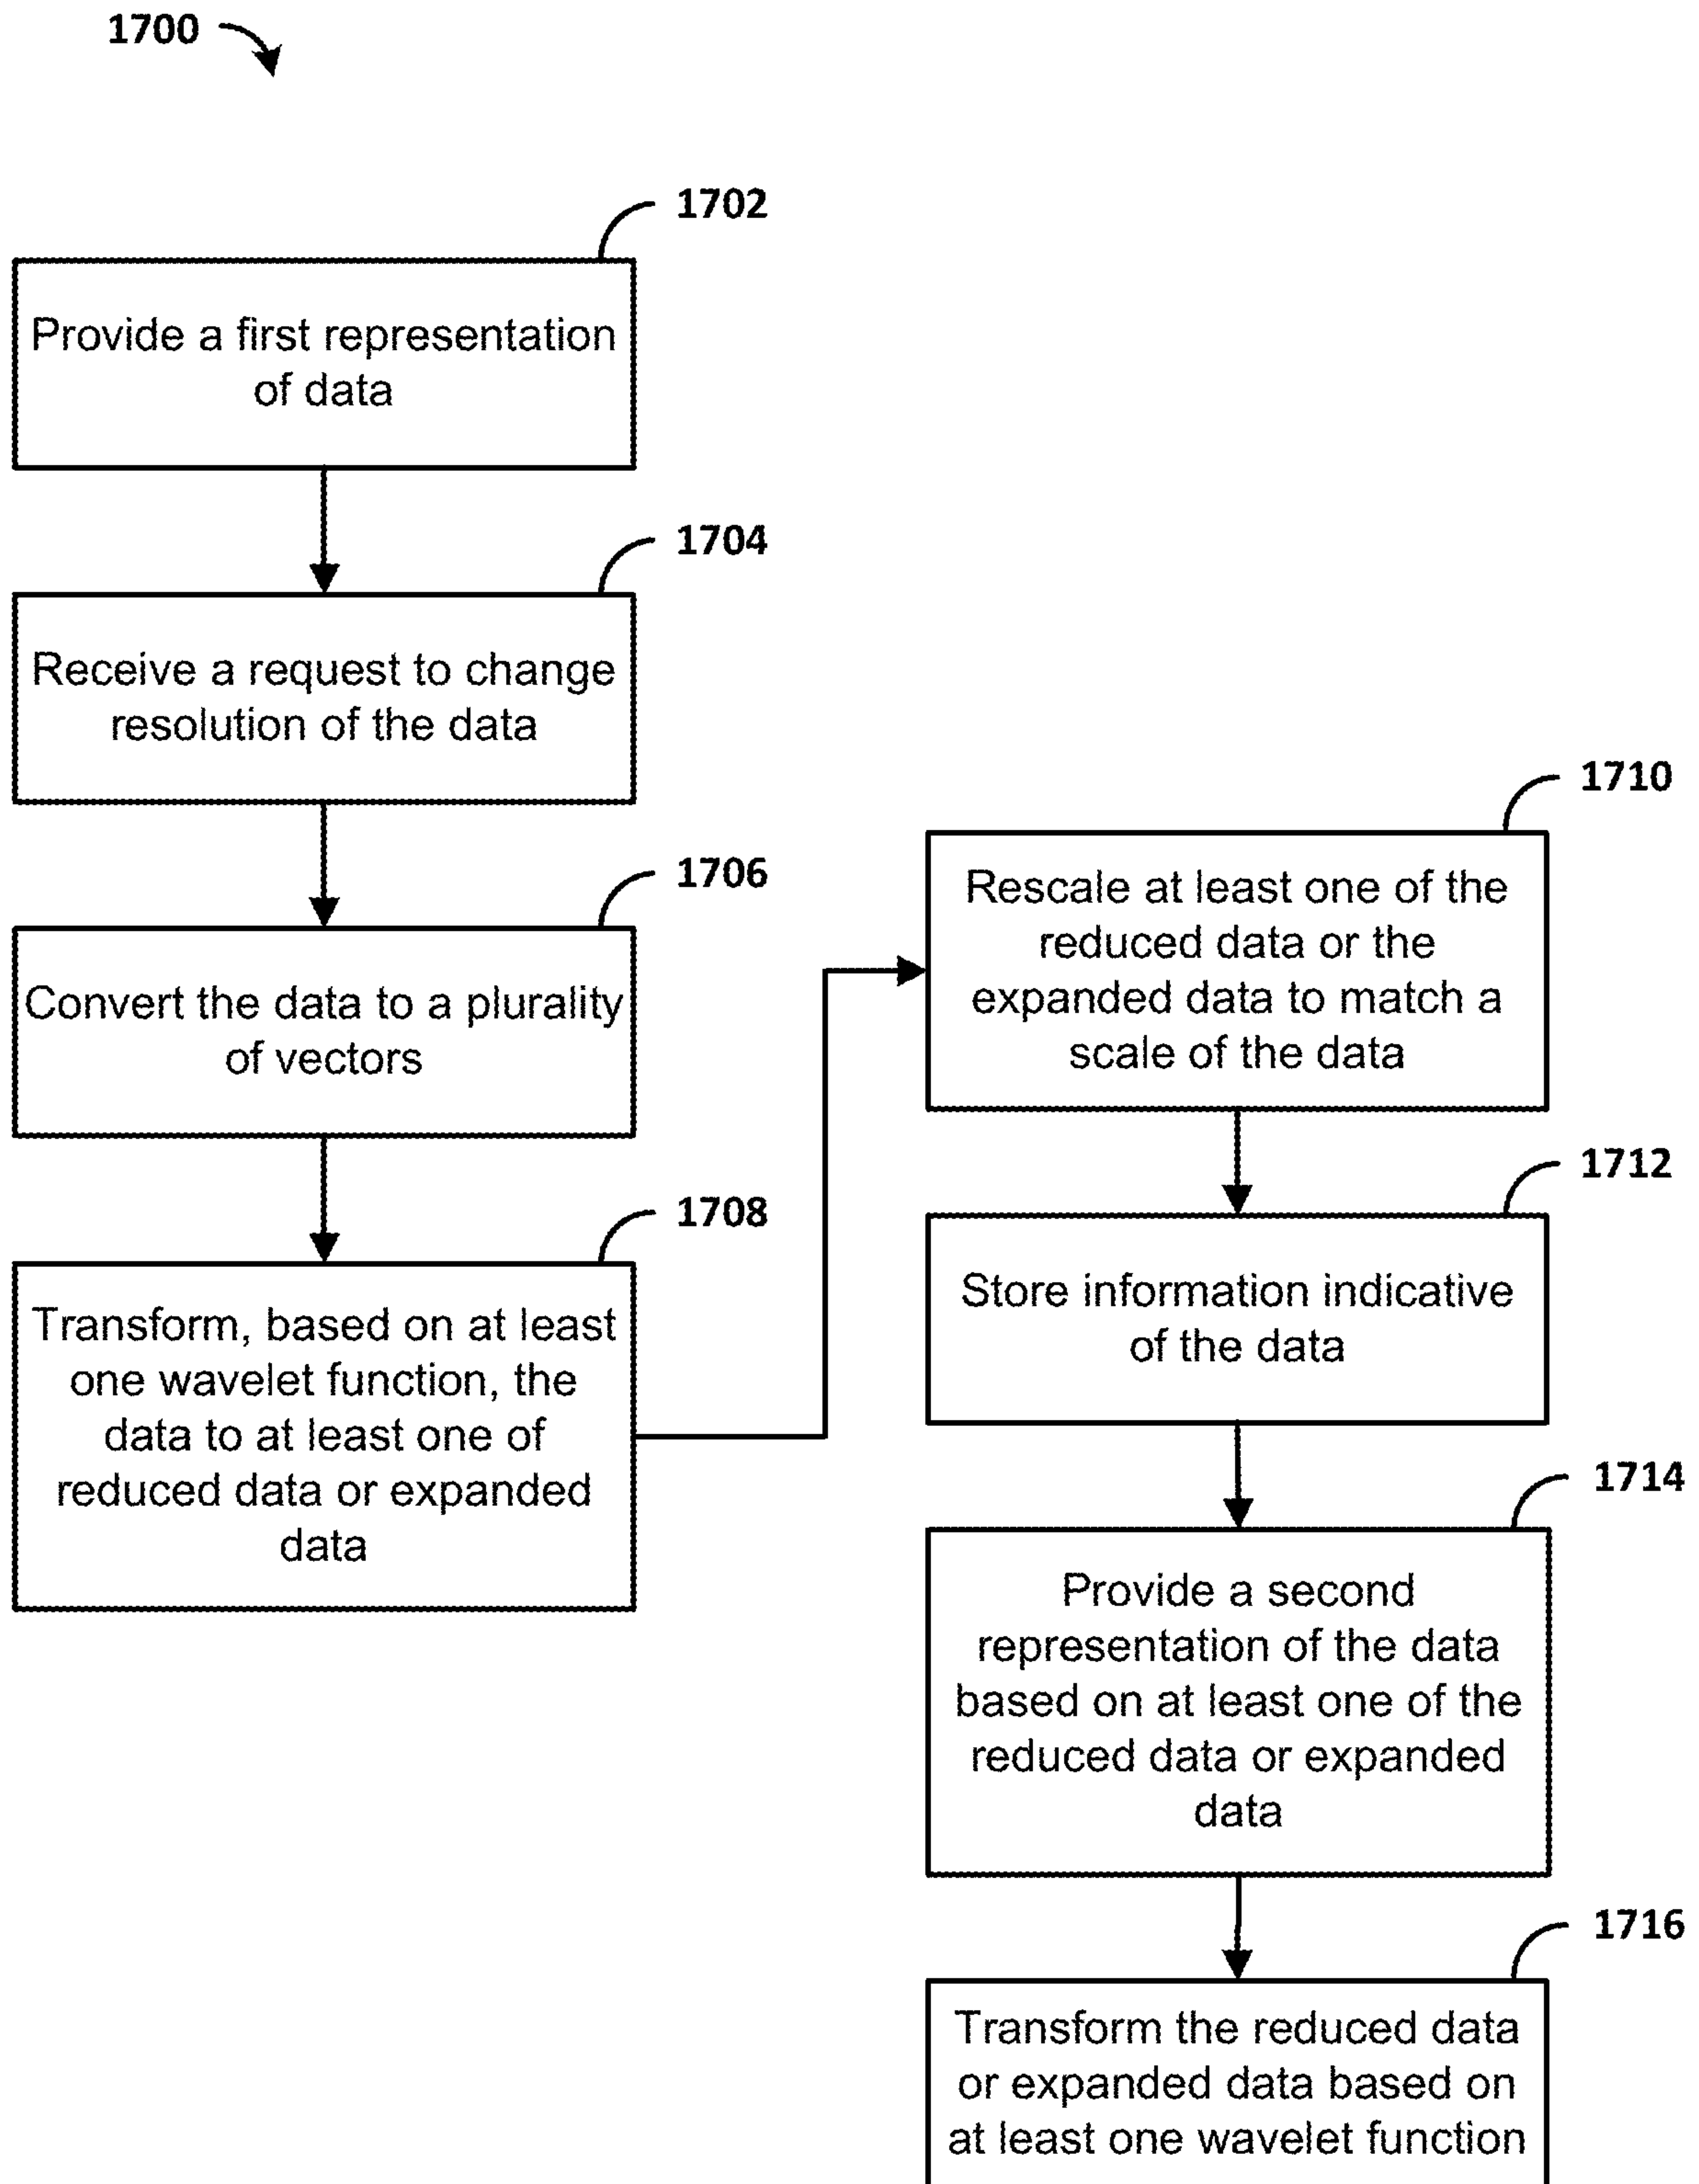 1700
1702
Provide a first representation
of data
1704
Receive a request to change
resolution of the data
1706
Convert the data to a plurality
of vectors
1708
Transform, based on at least
one wavelet function, the
data to at least one of
reduced data or expanded
data
1710
Rescale at least one of the
reduced data or the
expanded data to match a
scale of the data
1712
Store information indicative
of the data
1714
Provide a second
representation of the data
based on at least one of the
reduced data or expanded
data
1716
Transform the reduced data
or expanded data based on
at least one wavelet function